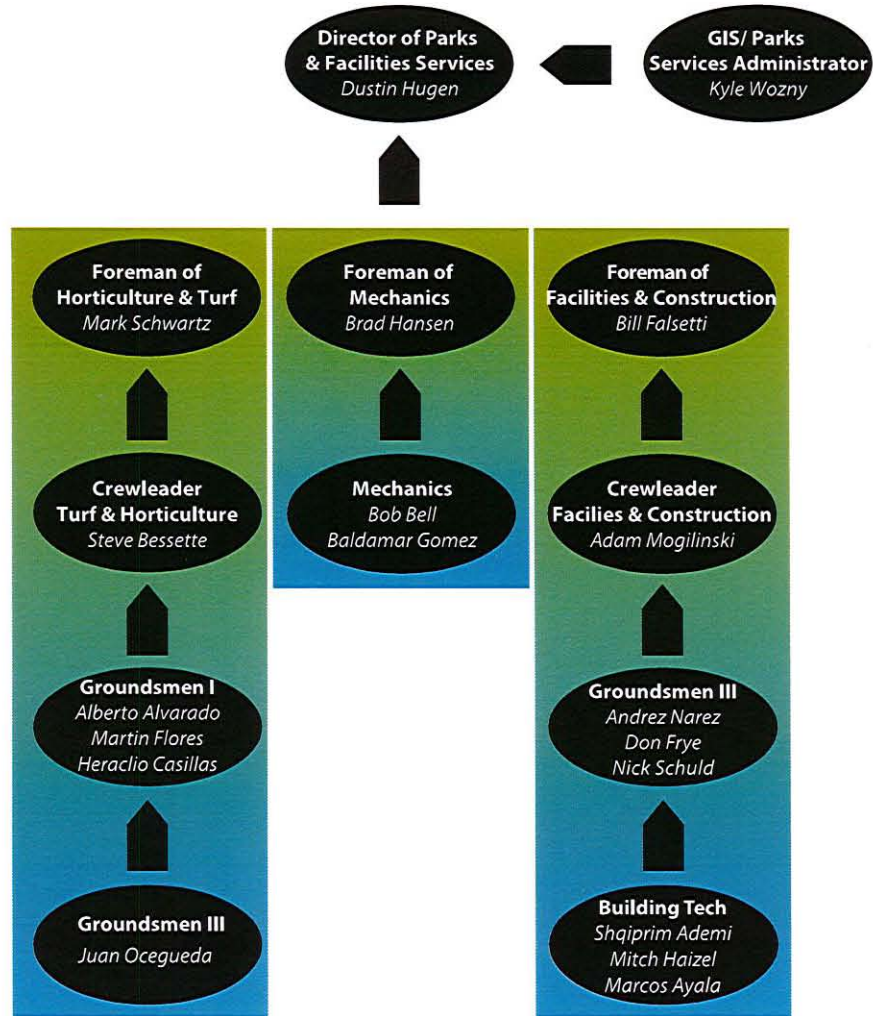 Director of Parks
& Facilities Services
Dustin Hugen
GIS/ Parks
Services Administrator
Kyle Wozny
Foreman of
Horticulture & Turf
Mark Schwartz
Crewleader
Turf & Horticulture
Steve Bessette
Groundsmen I
Alberto Alvarado
Martin Flores
Heraclio Casillas
Groundsmen III
Juan Ocegueda
Foreman of
Mechanics
Brad Hansen
Mechanics
Bob Bell
Baldamar Gomez
Foreman of
Facilities & Construction
Bill Falsetti
Crewleader
Facilies & Construction
Adam Mogilinski
Groundsmen III
Andrez Narez
Don Frye
Nick Schuld
Building Tech
Shqiprim Ademi
Mitch Haizel
Marcos Ayala